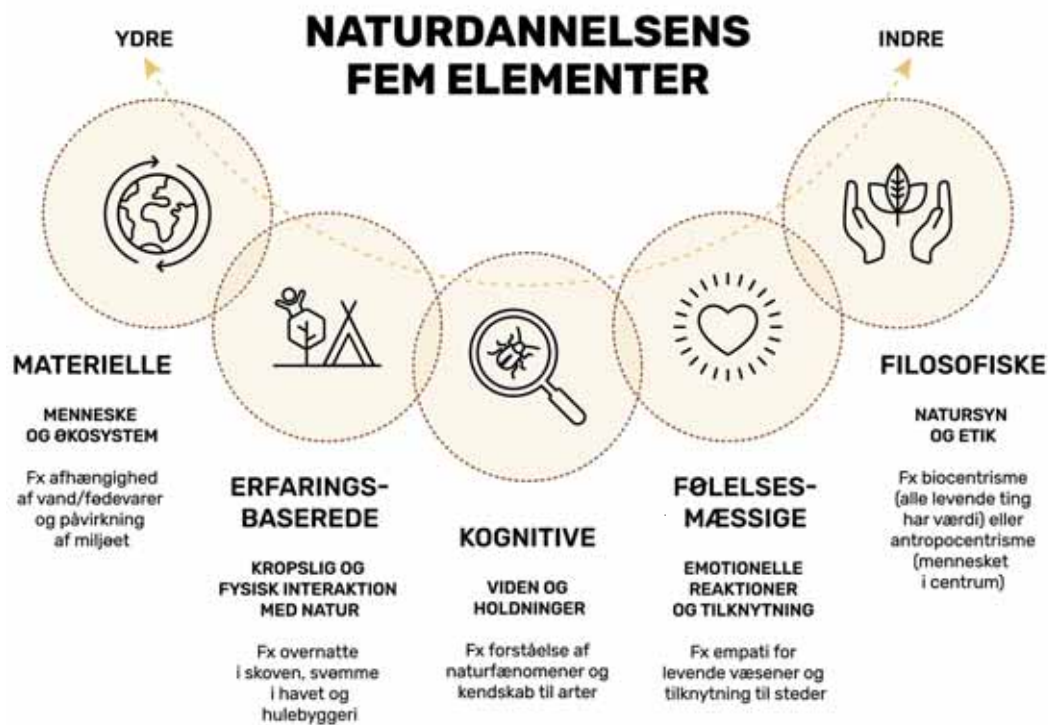 YDRE
NATURDANNELSENS
FEM ELEMENTER
INDRE
MATERIELLE
MENNESKE
OG ØKOSYSTEM
Fx afhængighed
af vand/fødevarer
og påvirkning
af miljøet
ERFARINGS-
BASEREDE
KROPSLIG OG
FYSISK INTERAKTION
MED NATUR
Fx overnatte
i skoven, svømme
i havet og
hulebyggeri
KOGNITIVE
VIDEN OG
HOLDNINGER
Fx forståelse af
naturfænomener og
kendskab til arter
FØLELSES-
MÆSSIGE
EMOTIONELLE
REAKTIONER
OG TILKNYTNING
Fx empati for
levende væsener og
tilknytning til steder
FILOSOFISKE
NATURSYN
OG ETIK
Fx biocentrisme
(alle levende ting
har værdi) eller
antropocentrisme
(mennesket
i centrum)